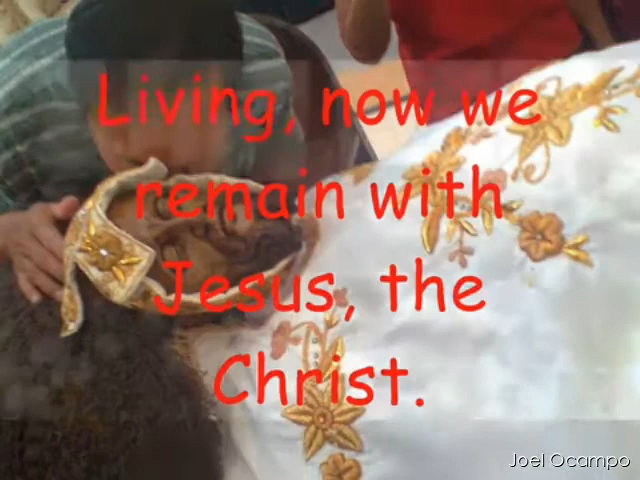 Living, now we
remain with
Jesus, the
Christ.
Joel Ocampo